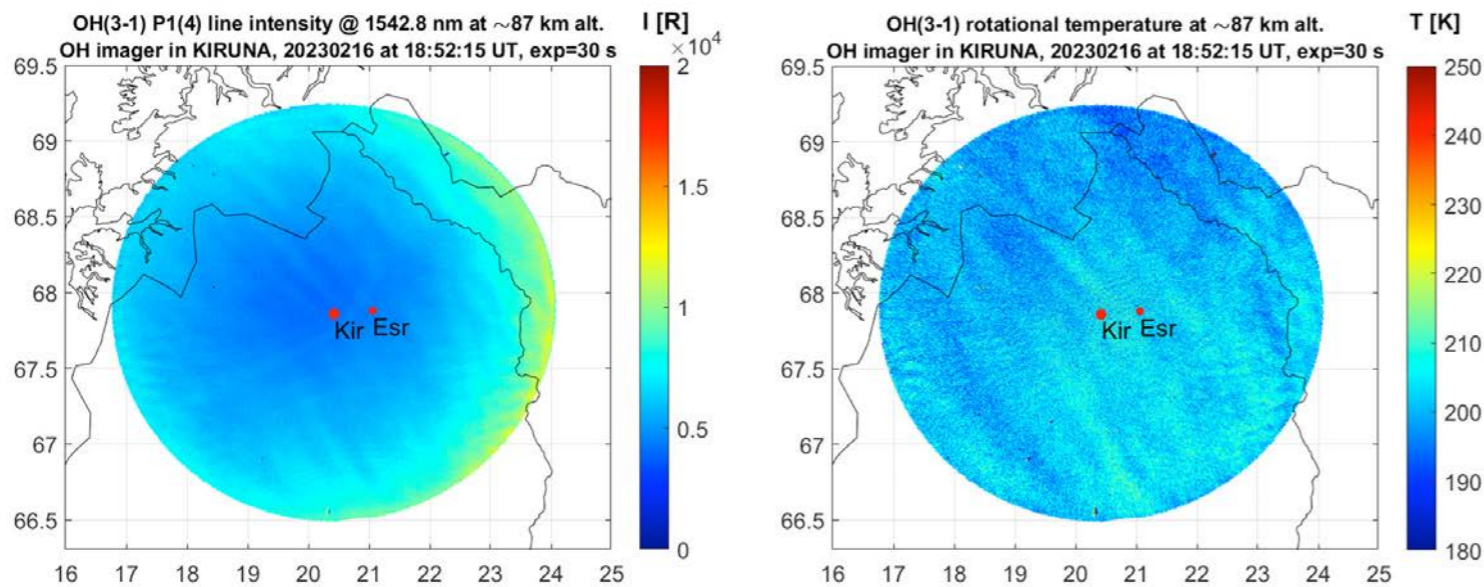 OH(3-1) P1(4) line intensity @ 1542.8 nm at ∼87 km alt.
OH imager in KIRUNA, 20230216 at 18:52:15 UT, exp=30 s
I [R]
×10⁴
69.5
69
68.5
68
67.5
67
66.5
16 17 18 19 20 21 22 23 24 25
Kir Esr
2
1.5
1
0.5
0
OH(3-1) rotational temperature at ∼87 km alt.
OH imager in KIRUNA, 20230216 at 18:52:15 UT, exp=30 s
T [K]
69.5
69
68.5
68
67.5
67
66.5
16 17 18 19 20 21 22 23 24 25
Kir Esr
250
240
230
220
210
200
190
180